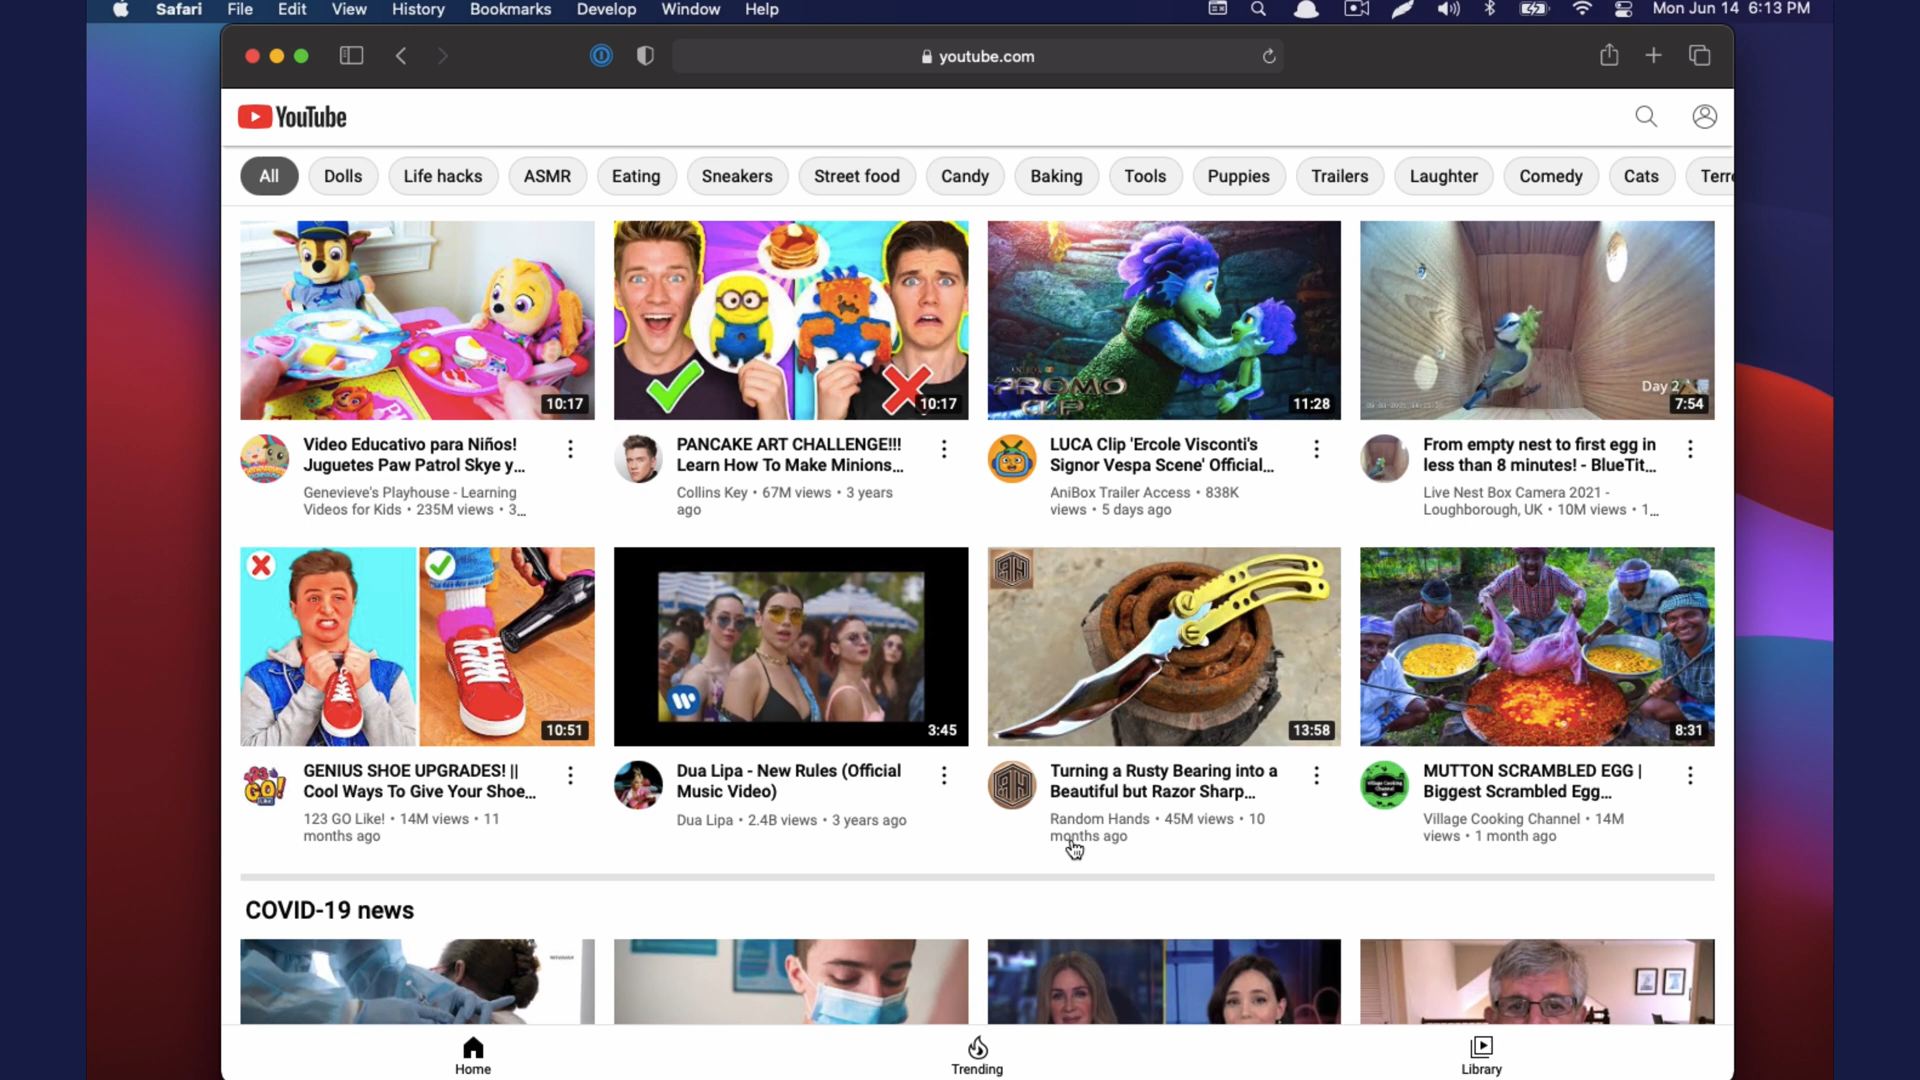 Safari File Edit View History Bookmarks Develop Window Help Mon Jun 14 6:13 PM
youtube.com
YouTube
All Dolls Life hacks ASMR Eating Sneakers Street food Candy Baking Tools Puppies Trailers Laughter Comedy Cats Terr
10:17
10:17
PROMO
CLIP
11:28
Day 2
7:54
Video Educativo para Niños!
Juguetes Paw Patrol Skye y...
Genevieve's Playhouse - Learning
Videos for Kids • 235M views • 3...
PANCAKE ART CHALLENGE!!!
Learn How To Make Minions...
Collins Key • 67M views • 3 years
ago
LUCA Clip 'Ercole Visconti's
Signor Vespa Scene' Official...
AniBox Trailer Access • 838K
views • 5 days ago
From empty nest to first egg in
less than 8 minutes! - BlueTit...
Live Nest Box Camera 2021 -
Loughborough, UK • 10M views • 1...
10:51
3:45
13:58
8:31
GENIUS SHOE UPGRADES! ||
Cool Ways To Give Your Shoe...
123 GO Like! • 14M views • 11
months ago
Dua Lipa - New Rules (Official
Music Video)
Dua Lipa • 2.4B views • 3 years ago
Turning a Rusty Bearing into a
Beautiful but Razor Sharp...
Random Hands • 45M views • 10
months ago
MUTTON SCRAMBLED EGG |
Biggest Scrambled Egg...
Village Cooking Channel • 14M
views • 1 month ago
COVID-19 news
Home
Trending
Library